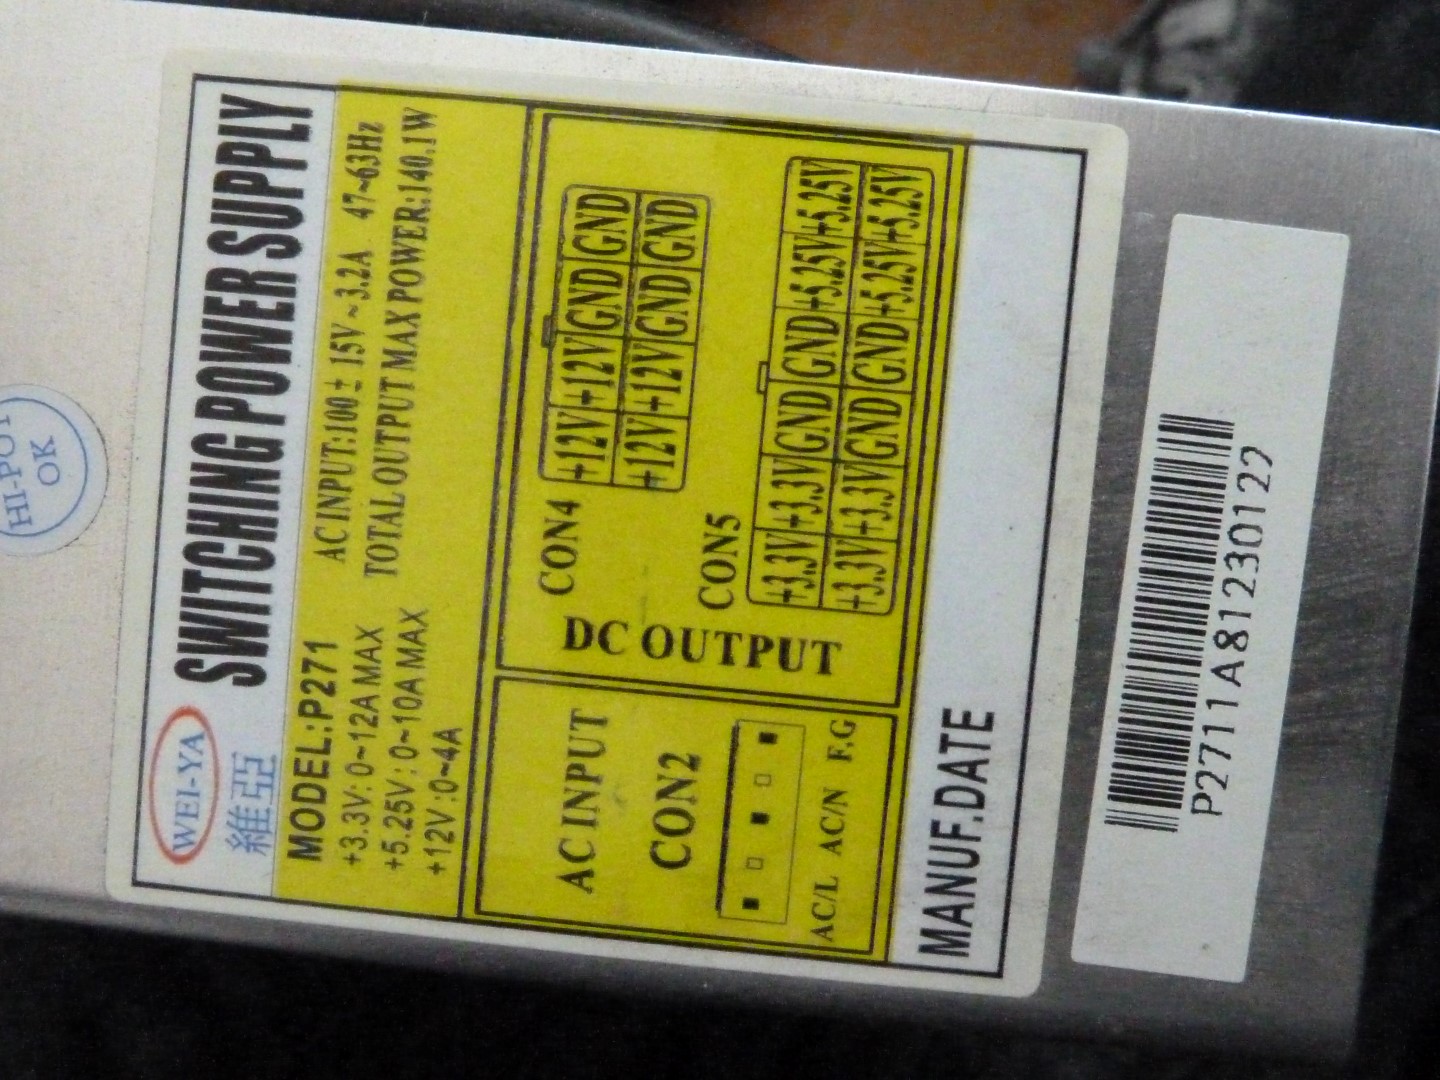 HI-POT
OK
WEI-YA
維亞
SWITCHING POWER SUPPLY
MODEL:P271
AC INPUT:100±15V~3.2A 47~63Hz
+3.3V:0~12A MAX
TOTAL OUTPUT MAX POWER:140.1W
+5.25V:0~10A MAX
+12V:0~4A
AC INPUT
CON2
AC/L AC/N F.G
DC OUTPUT
CON4
+12V +12V GND GND
+12V +12V GND GND
CON5
+3.3V +3.3V GND GND +5.25V +5.25V
+3.3V +3.3V GND GND +5.25V +5.25V
MANUF.DATE
P2711A81230122